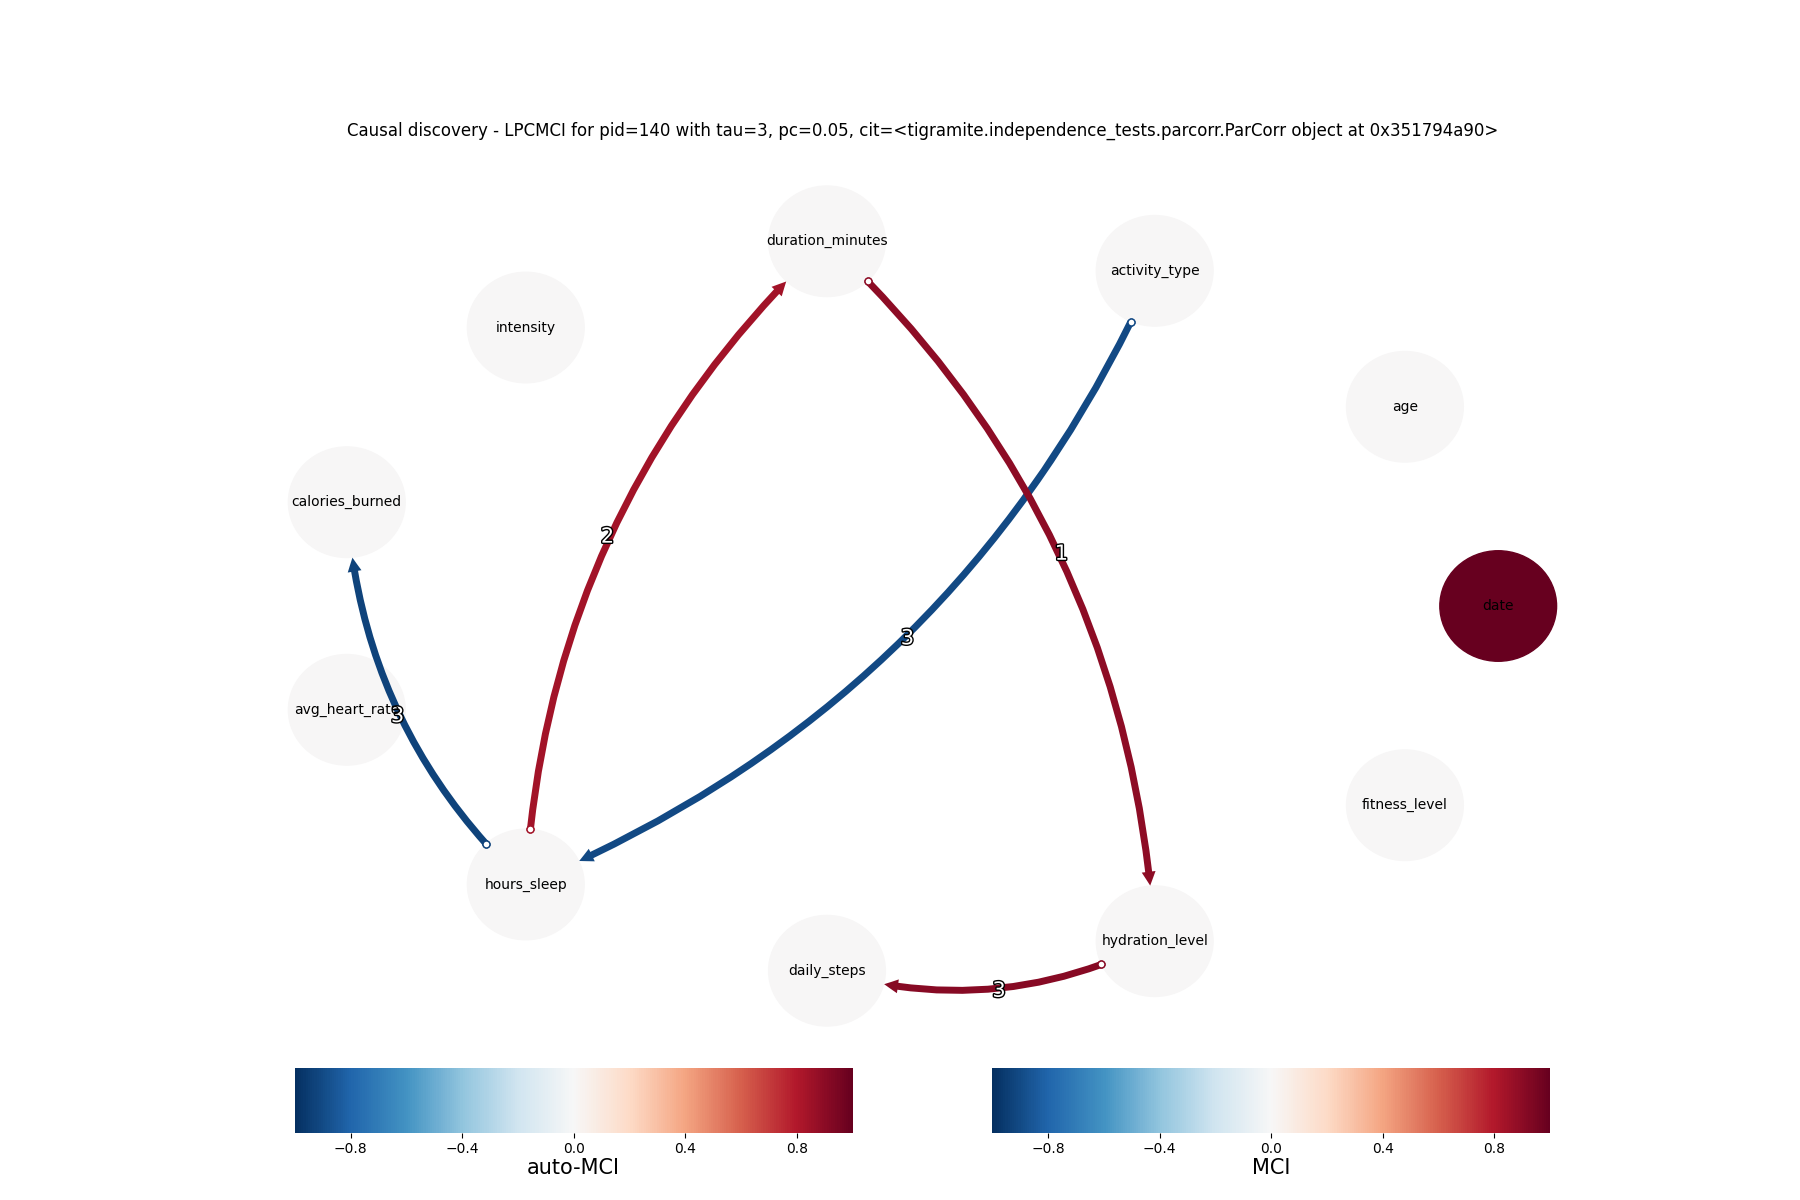 Causal discovery - LPCMCI for pid=140 with tau=3, pc=0.05, cit=<tigramite.independence_tests.parcorr.ParCorr object at 0x351794a90>
duration_minutes
activity_type
intensity
age
calories_burned
2
1
date
3
avg_heart_rate
3
fitness_level
hours_sleep
hydration_level
daily_steps
3
−0.8 −0.4 0.0 0.4 0.8
auto-MCI
−0.8 −0.4 0.0 0.4 0.8
MCI